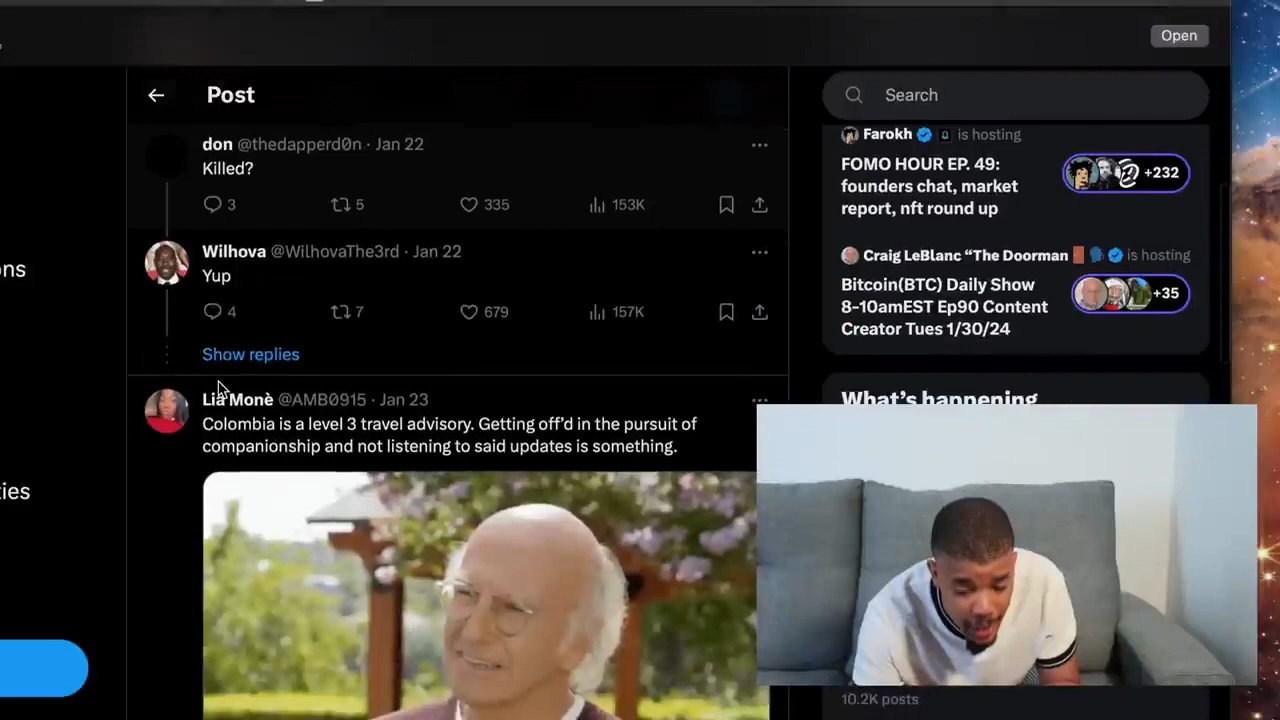 Open
Post
Search
don @thedapperd0n · Jan 22
Killed?
3 5 335 153K
Wilhova @WilhovaThe3rd · Jan 22
Yup
4 7 679 157K
Show replies
Lia Monè @AMB0915 · Jan 23
Colombia is a level 3 travel advisory. Getting off'd in the pursuit of
companionship and not listening to said updates is something.
Farokh is hosting
FOMO HOUR EP. 49:
founders chat, market
report, nft round up
+232
Craig LeBlanc “The Doorman is hosting
Bitcoin(BTC) Daily Show
8-10amEST Ep90 Content
Creator Tues 1/30/24
+35
What's happening
10.2K posts
ons
ties